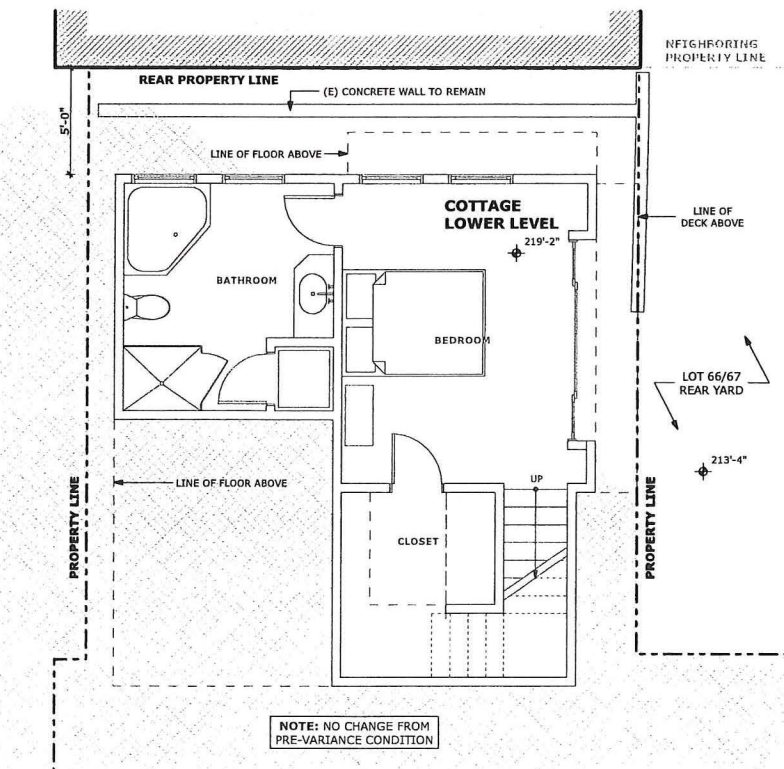 NEIGHBORING
PROPERTY LINE
REAR PROPERTY LINE
(E) CONCRETE WALL TO REMAIN
5'-0"
LINE OF FLOOR ABOVE
COTTAGE
LOWER LEVEL
219'-2"
LINE OF
DECK ABOVE
BATHROOM
BEDROOM
LOT 66/67
REAR YARD
213'-4"
LINE OF FLOOR ABOVE
UP
PROPERTY LINE
PROPERTY LINE
CLOSET
NOTE: NO CHANGE FROM
PRE-VARIANCE CONDITION